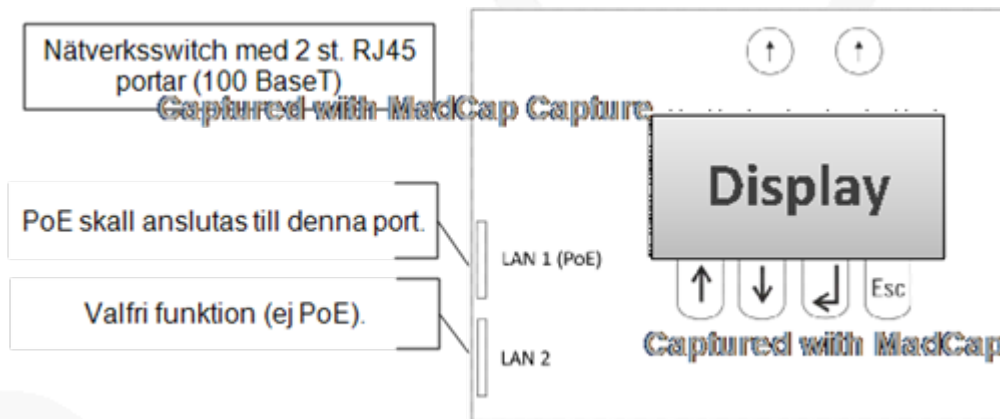 Nätverksswitch med 2 st. RJ45
portar (100 BaseT)
Captured with MadCap Capture
Display
PoE skall anslutas till denna port.
LAN 1 (PoE)
Valfri funktion (ej PoE).
Esc
Captured with MadCap
LAN 2